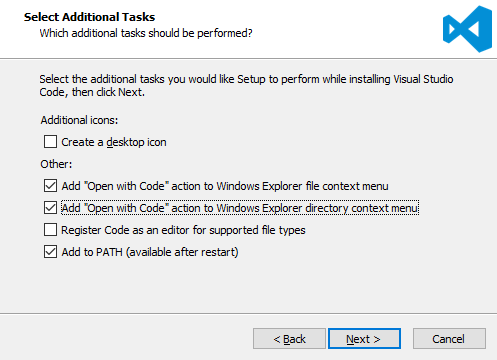 Select Additional Tasks
Which additional tasks should be performed?
Select the additional tasks you would like Setup to perform while installing Visual Studio
Code, then click Next.
Additional icons:
Create a desktop icon
Other:
Add "Open with Code" action to Windows Explorer file context menu
Add "Open with Code" action to Windows Explorer directory context menu
Register Code as an editor for supported file types
Add to PATH (available after restart)
< Back
Next >
Cancel